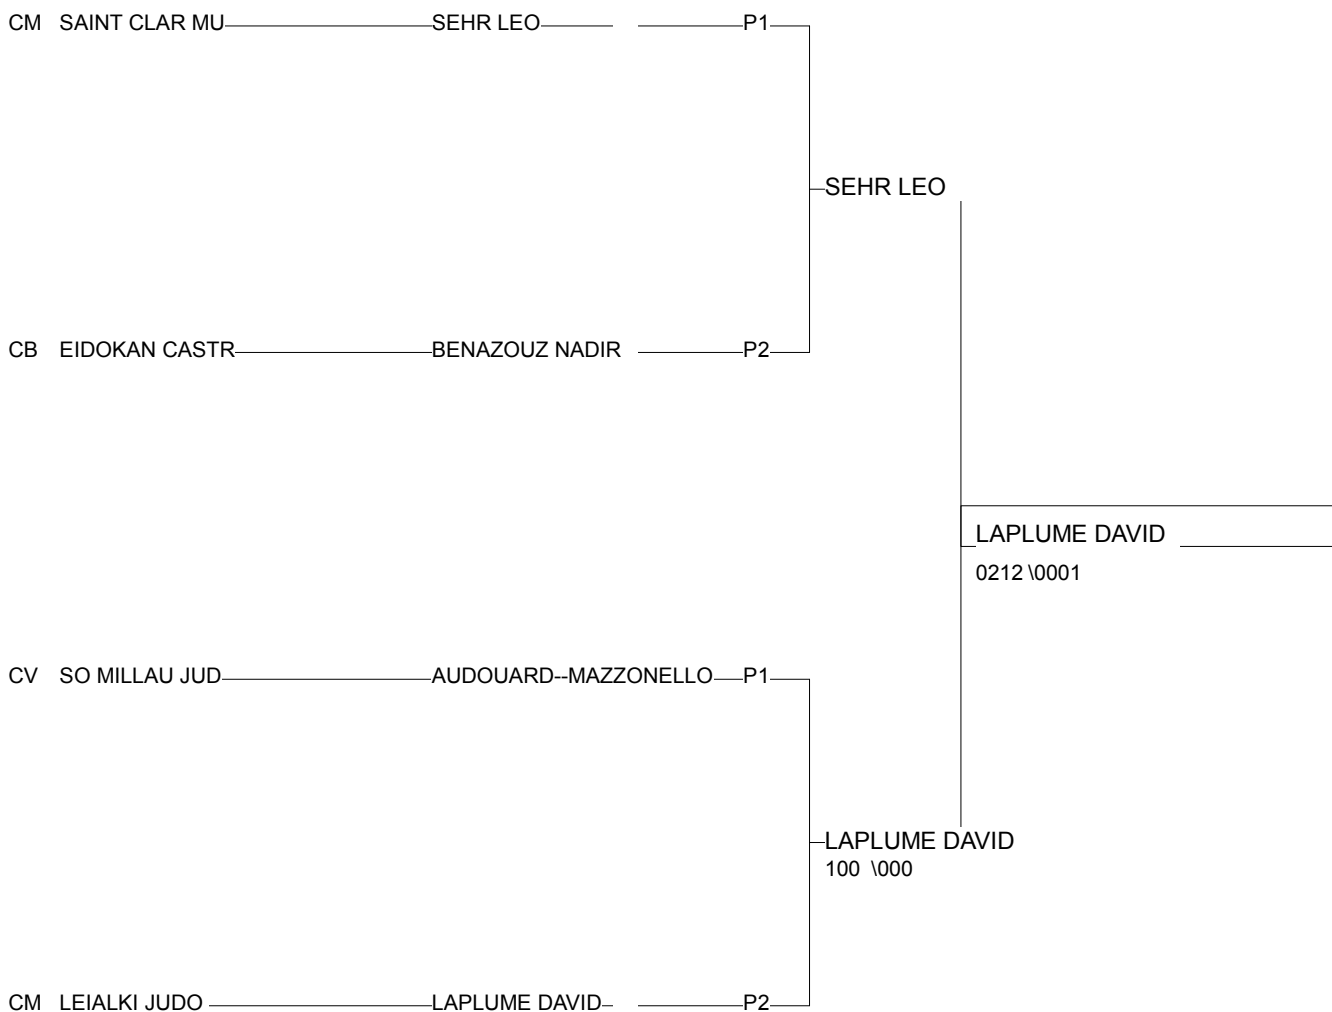 CM SAINT CLAR MU SEHR LEO P1
SEHR LEO
CB EIDOKAN CASTR BENAZOUZ NADIR P2
LAPLUME DAVID
0212 \0001
CV SO MILLAU JUD AUDOUARD--MAZZONELLO P1
LAPLUME DAVID
100 \000
CM LEIALKI JUDO LAPLUME DAVID P2